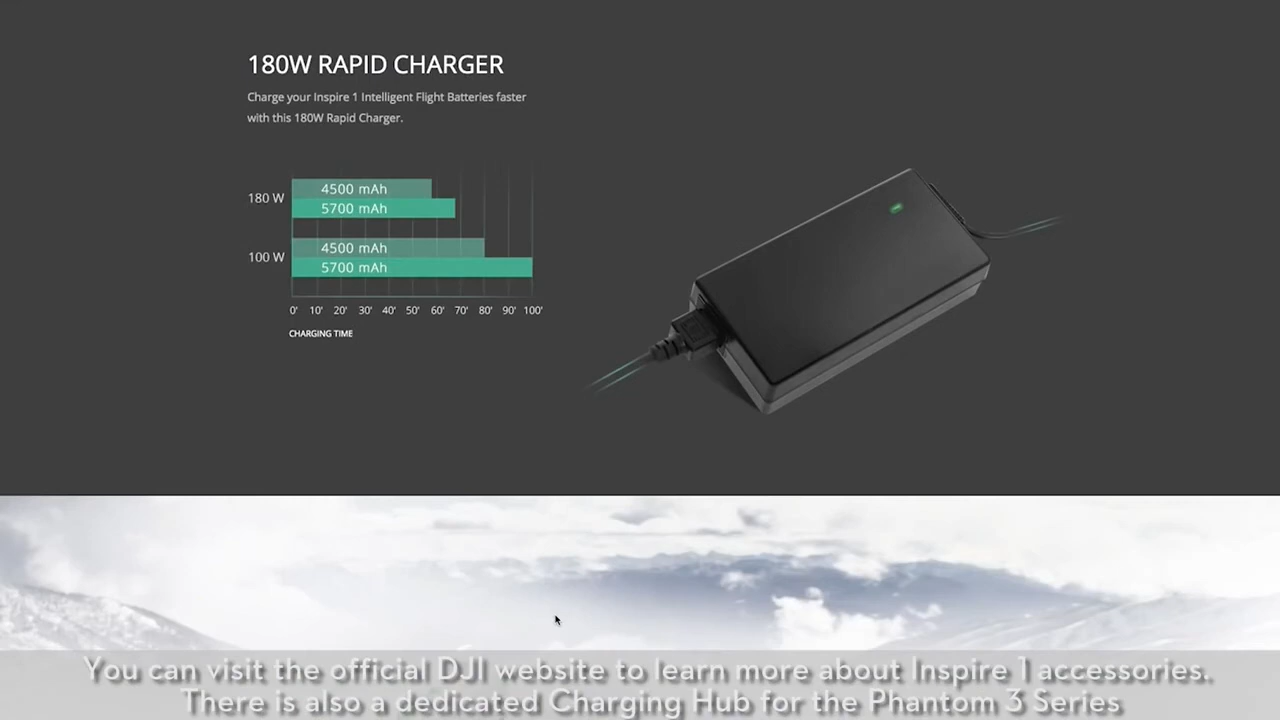 180W RAPID CHARGER
Charge your Inspire 1 Intelligent Flight Batteries faster
with this 180W Rapid Charger.
180 W
4500 mAh
5700 mAh
100 W
4500 mAh
5700 mAh
0' 10' 20' 30' 40' 50' 60' 70' 80' 90' 100'
CHARGING TIME
You can visit the official DJI website to learn more about Inspire 1 accessories.
There is also a dedicated Charging Hub for the Phantom 3 Series